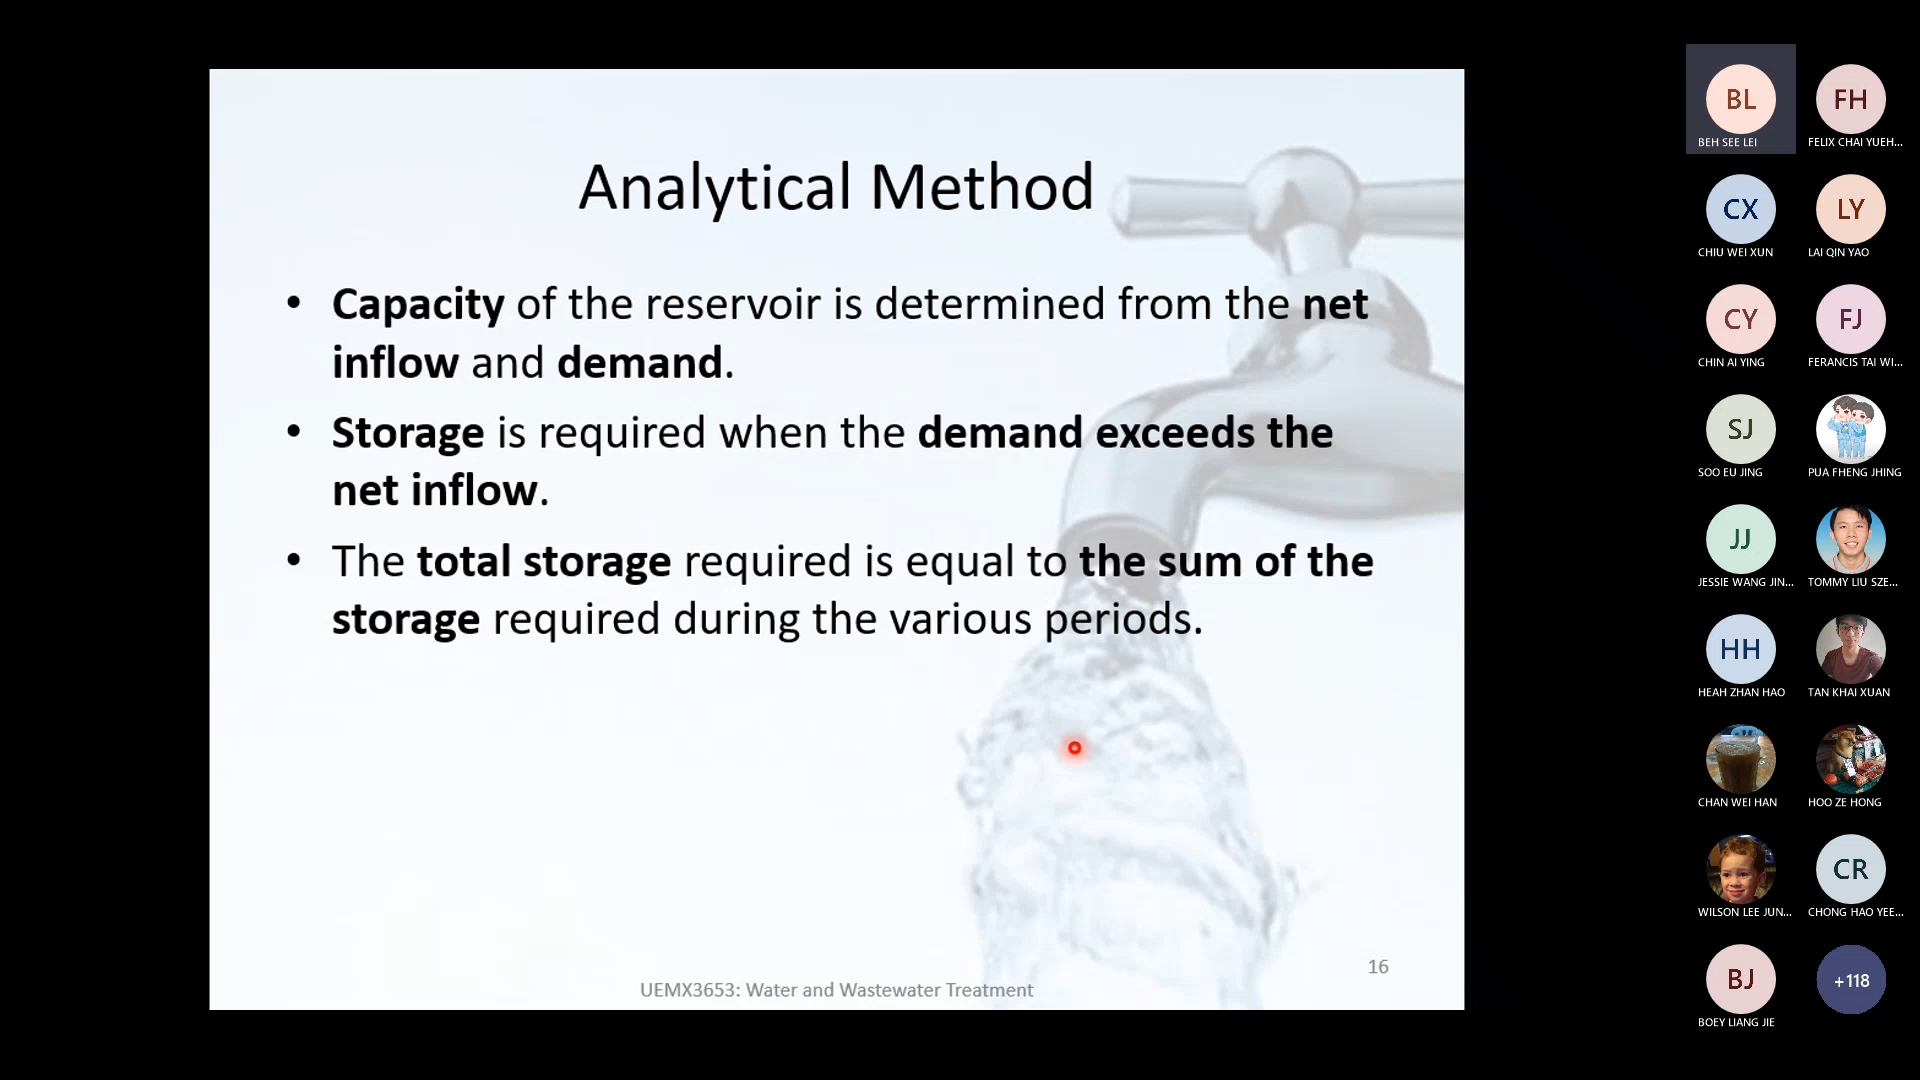 Analytical Method
• Capacity of the reservoir is determined from the net
inflow and demand.
• Storage is required when the demand exceeds the
net inflow.
• The total storage required is equal to the sum of the
storage required during the various periods.
16
UEMX3653: Water and Wastewater Treatment
BL
BEH SEE LEI
FH
FELIX CHAI YUEH...
CX
CHIU WEI XUN
LY
LAI QIN YAO
CY
CHIN AI YING
FJ
FERANCIS TAI WI...
SJ
SOO EU JING
PUA FHENG JHING
JJ
JESSIE WANG JIN...
TOMMY LIU SZE...
HH
HEAH ZHAN HAO
TAN KHAI XUAN
CHAN WEI HAN
HOO ZE HONG
WILSON LEE JUN...
CR
CHONG HAO YEE...
BJ
BOEY LIANG JIE
+118